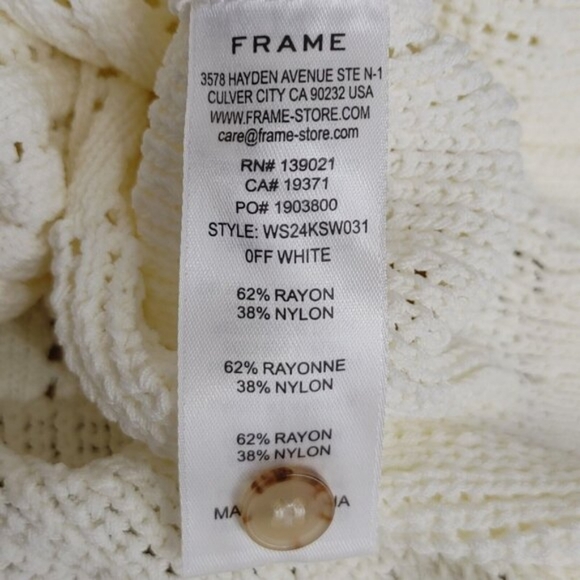 FRAME
3578 HAYDEN AVENUE STE N-1
CULVER CITY CA 90232 USA
WWW.FRAME-STORE.COM
care@frame-store.com
RN# 139021
CA# 19371
PO# 1903800
STYLE: WS24KSW031
OFF WHITE
62% RAYON
38% NYLON
62% RAYONNE
38% NYLON
62% RAYON
38% NYLON